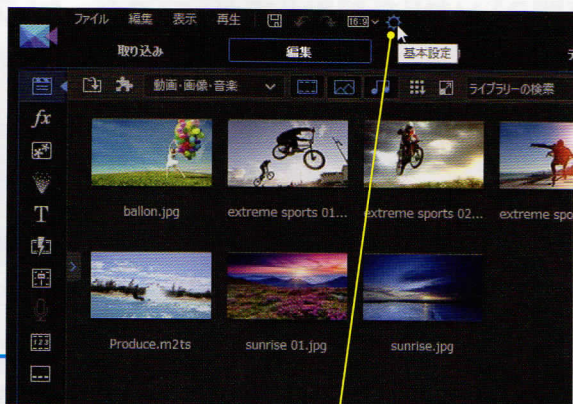 ファイル 編集 表示 再生 16:9
取り込み 編集 基本設定
動画・画像・音楽 ライブラリーの検索
fx
ballon.jpg extreme sports 01... extreme sports 02... extreme spo
T
Produce.m2ts sunrise 01.jpg sunrise.jpg
123